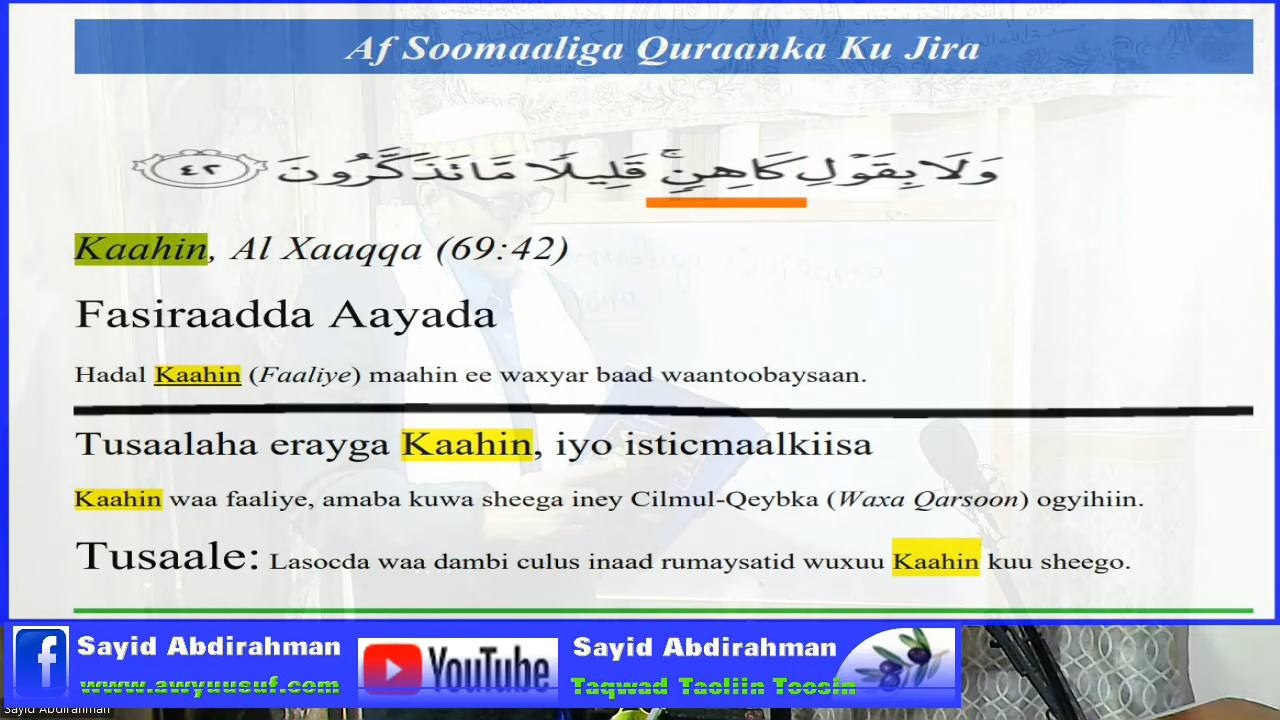 Af Soomaaliga Quraanka Ku Jira
وَلَا بِقَوْلِ كَاهِنٍ ۚ قَلِيلًا مَّا تَذَكَّرُونَ ٤٢
Kaahin, Al Xaaqqa (69:42)
Fasiraadda Aayada
Hadal Kaahin (Faaliye) maahin ee waxyar baad waantoobaysaan.
Tusaalaha erayga Kaahin, iyo isticmaalkiisa
Kaahin waa faaliye, amaba kuwa sheega iney Cilmul-Qeybka (Waxa Qarsoon) ogyihiin.
Tusaale: Lasocda waa dambi culus inaad rumaysatid wuxuu Kaahin kuu sheego.
f Sayid Abdirahman
www.awyuusuf.com
YouTube
Sayid Abdirahman
Taqwad Taoliin Toosin
Sayid Abdirahman